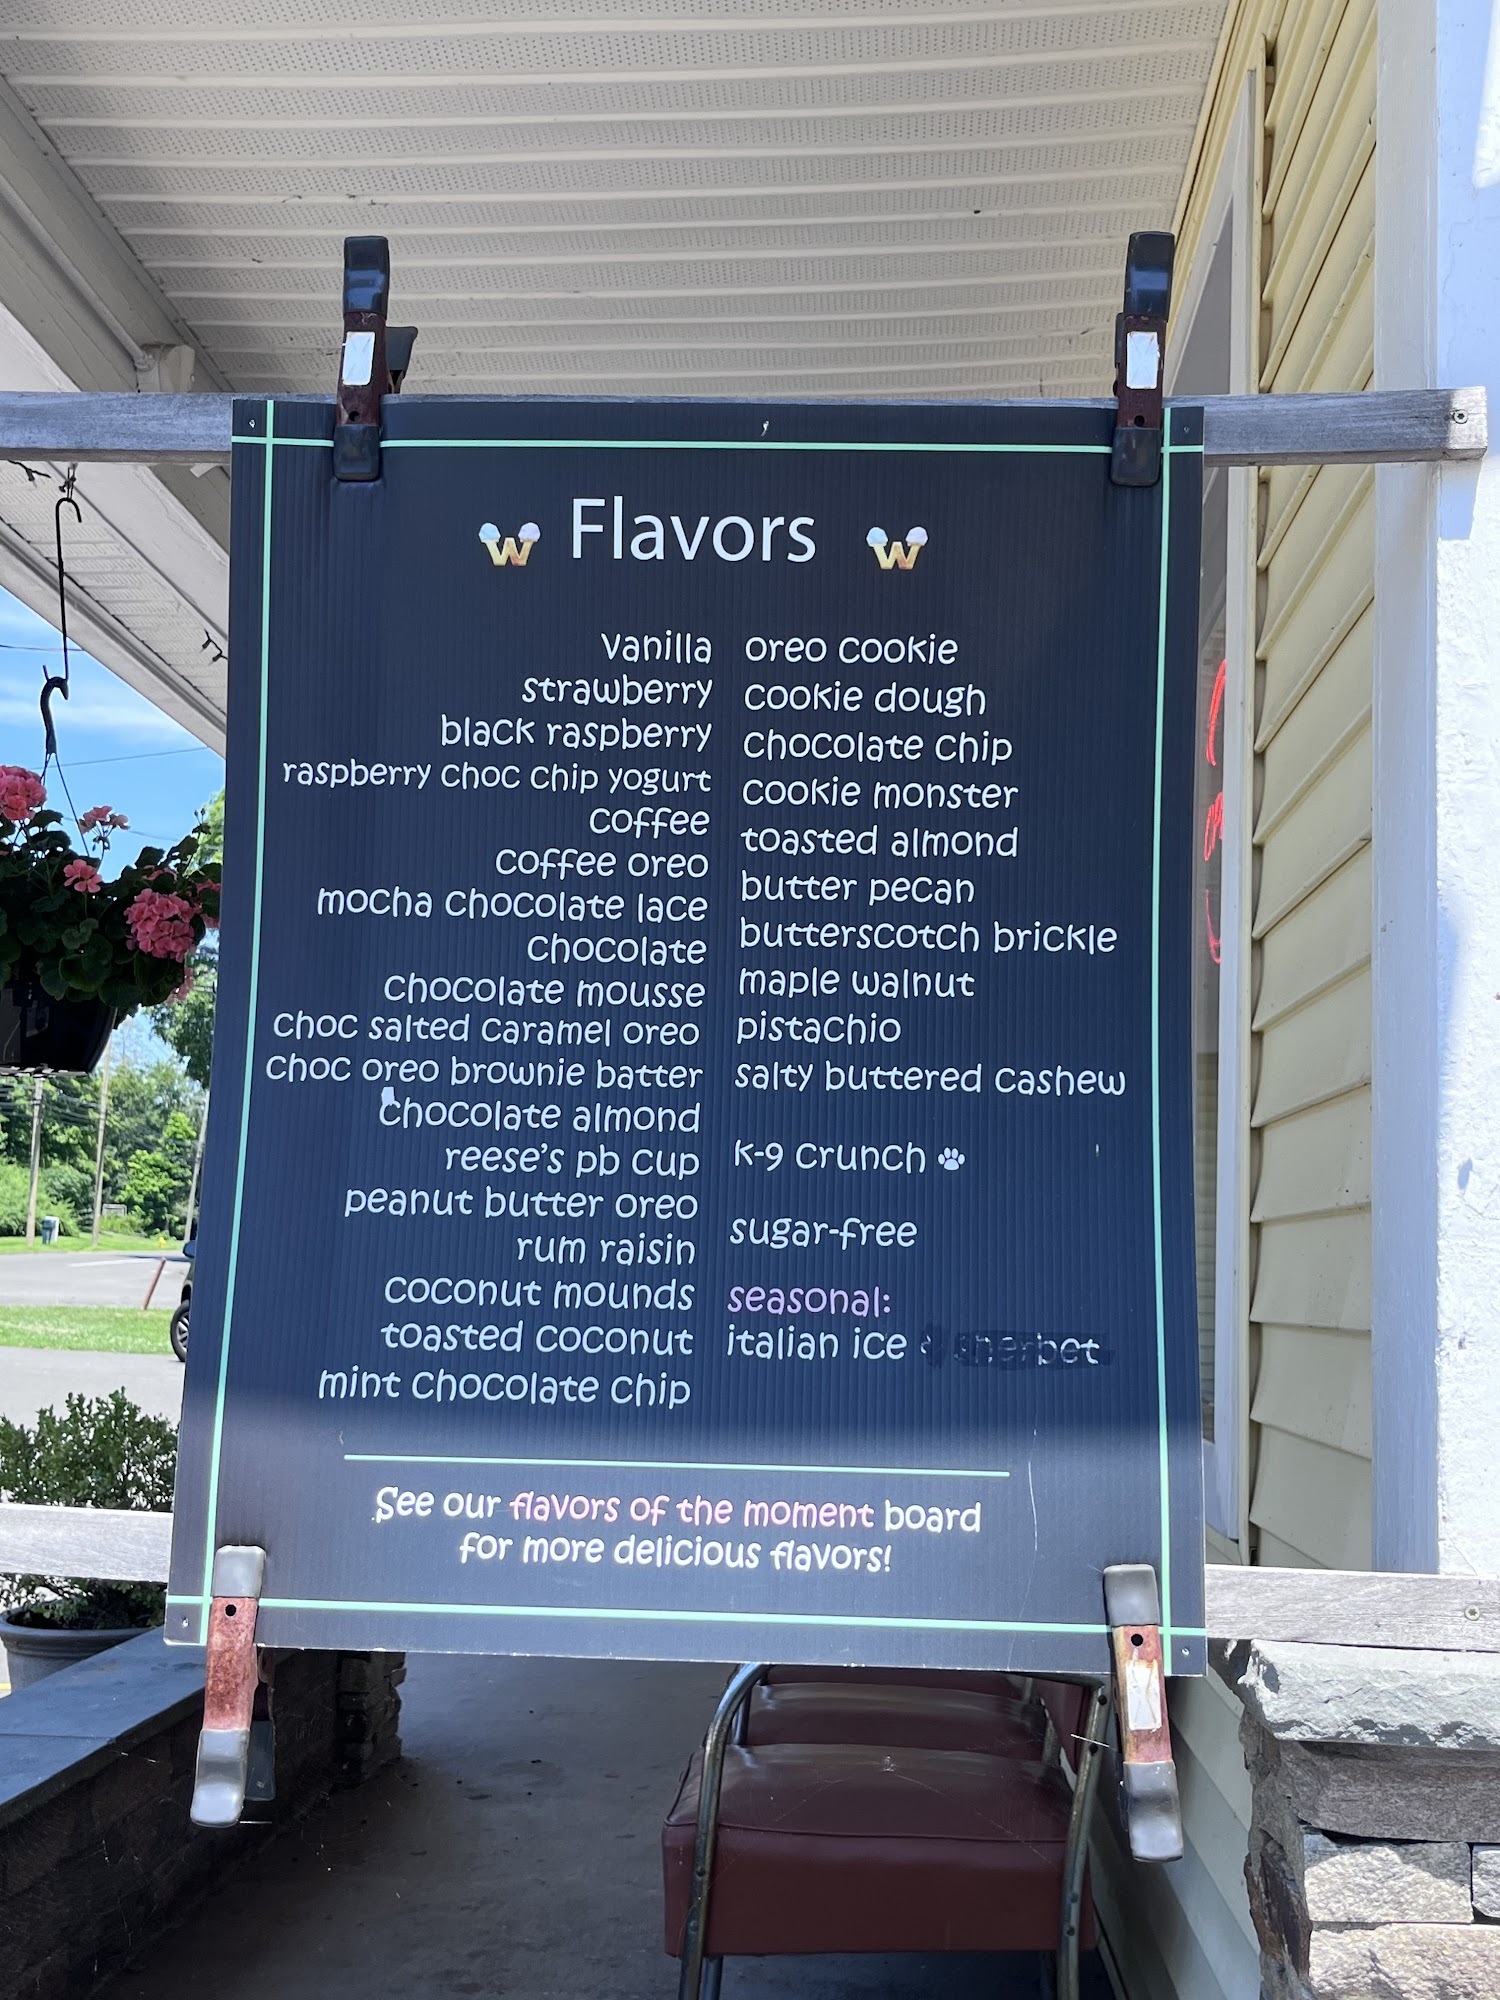 W Flavors W
vanilla
strawberry
black raspberry
raspberry choc chip yogurt
coffee
coffee oreo
mocha chocolate lace
chocolate
chocolate mousse
choc salted caramel oreo
choc oreo brownie batter
chocolate almond
reese's pb cup
peanut butter oreo
rum raisin
coconut mounds
toasted coconut
mint chocolate chip
oreo cookie
cookie dough
chocolate chip
cookie monster
toasted almond
butter pecan
butterscotch brickle
maple walnut
pistachio
salty buttered cashew
k-9 crunch
sugar-free
seasonal:
italian ice & sherbet
See our flavors of the moment board
for more delicious flavors!